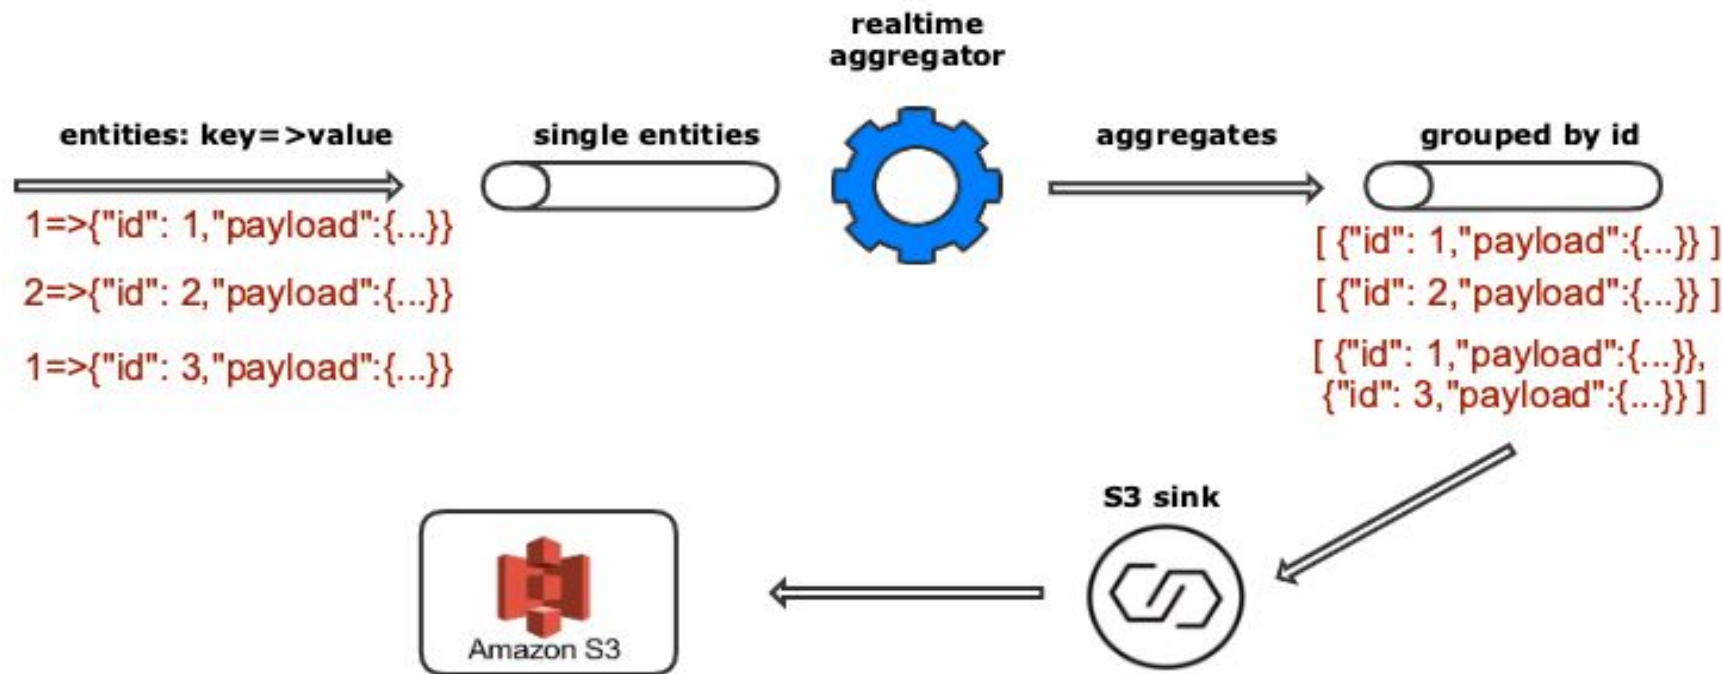 realtime
aggregator
entities: key=>value
single entities
aggregates
grouped by id
1=>{"id": 1,"payload":{...}}
2=>{"id": 2,"payload":{...}}
1=>{"id": 3,"payload":{...}}
[ {"id": 1,"payload":{...}} ]
[ {"id": 2,"payload":{...}} ]
[ {"id": 1,"payload":{...}},
{"id": 3,"payload":{...}} ]
S3 sink
Amazon S3